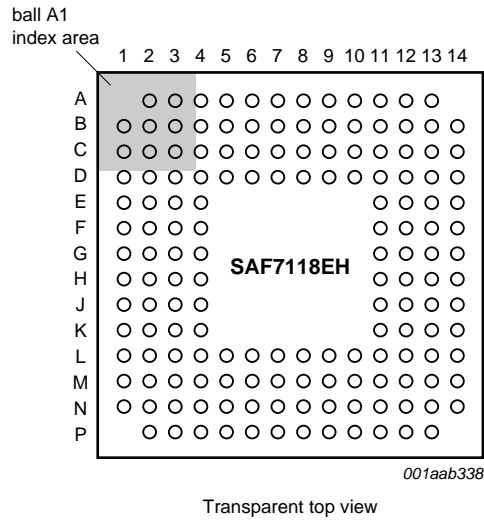 ball A1
index area
1 2 3 4 5 6 7 8 9 10 11 12 13 14
A
B
C
D
E
F
G
H
J
K
L
M
N
P
SAF7118EH
001aab338
Transparent top view